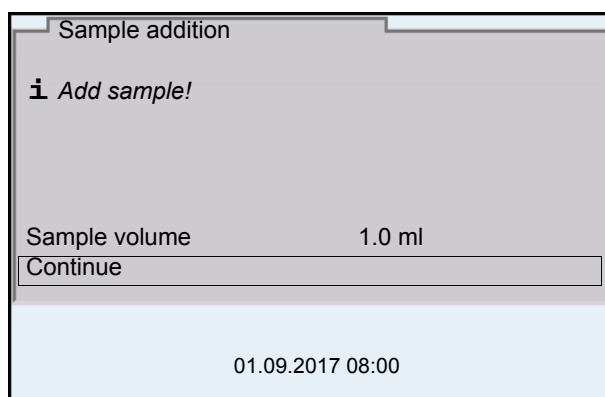 Sample addition
i Add sample!
Sample volume 1.0 ml
Continue
01.09.2017 08:00